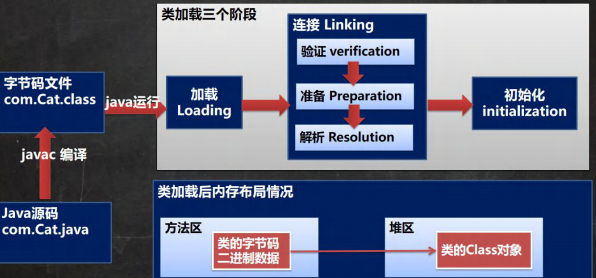 类加载三个阶段
连接 Linking
验证 verification
字节码文件
com.Cat.class
java运行
加载
Loading
准备 Preparation
初始化
initialization
解析 Resolution
javac 编译
类加载后内存布局情况
Java源码
com.Cat.java
方法区
类的字节码
二进制数据
堆区
类的Class对象